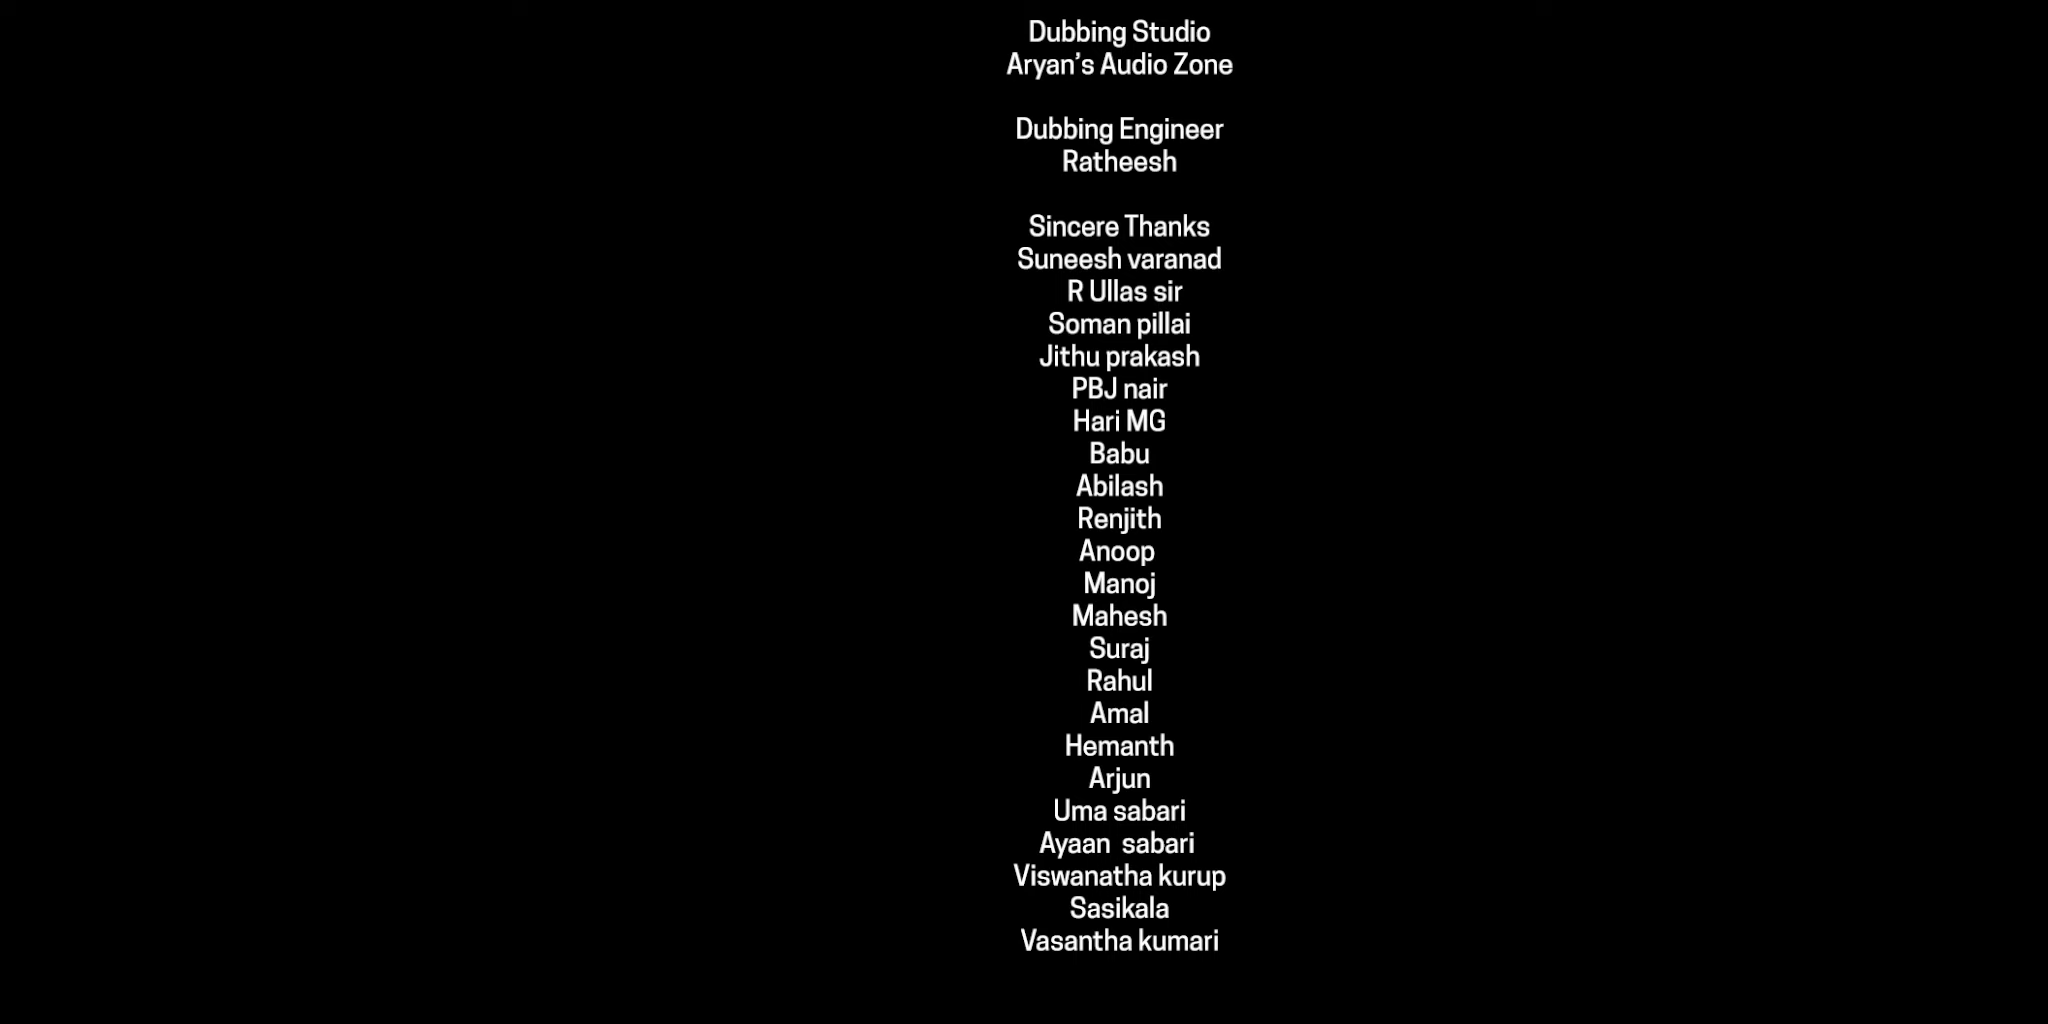 Dubbing Studio
Aryan’s Audio Zone
Dubbing Engineer
Ratheesh
Sincere Thanks
Suneesh varanad
R Ullas sir
Soman pillai
Jithu prakash
PBJ nair
Hari MG
Babu
Abilash
Renjith
Anoop
Manoj
Mahesh
Suraj
Rahul
Amal
Hemanth
Arjun
Uma sabari
Ayaan  sabari
Viswanatha kurup
Sasikala
Vasantha kumari